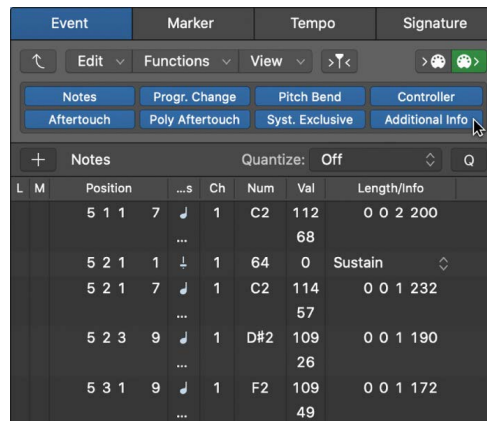 Event Marker Tempo Signature
Edit Functions View
Notes Progr. Change Pitch Bend Controller
Aftertouch Poly Aftertouch Syst. Exclusive Additional Info
+ Notes Quantize: Off Q
L M Position ...s Ch Num Val Length/Info
5 1 1 7 1 C2 112 0 0 2 200
... 68
5 2 1 1 1 64 0 Sustain
5 2 1 7 1 C2 114 0 0 1 232
... 57
5 2 3 9 1 D#2 109 0 0 1 190
... 26
5 3 1 9 1 F2 109 0 0 1 172
... 49